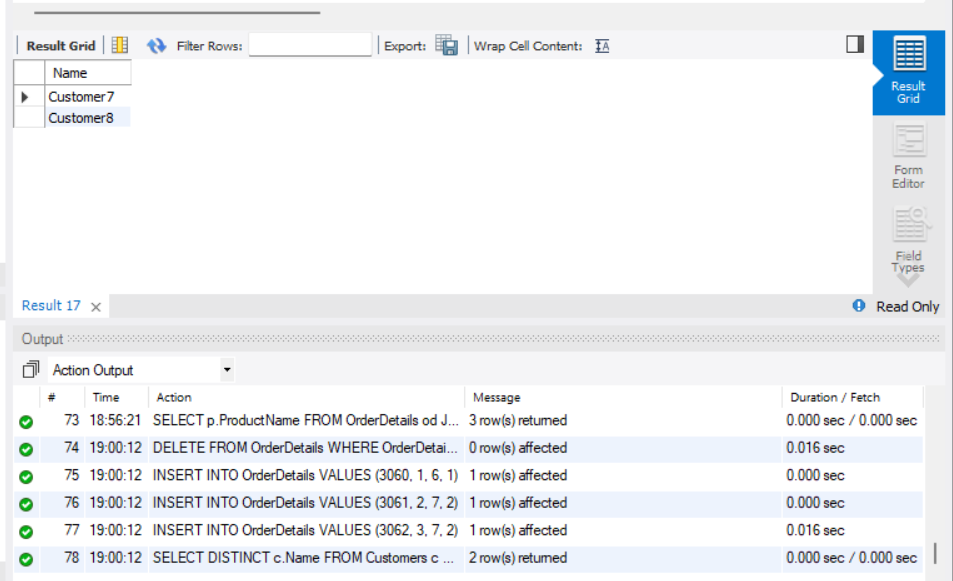 Result Grid Filter Rows: Export: Wrap Cell Content: IA
Name
Customer7
Customer8
Result Grid
Form Editor
Field Types
Result 17 × Read Only
Output
Action Output
# Time Action Message Duration / Fetch
73 18:56:21 SELECT p.ProductName FROM OrderDetails od J... 3 row(s) returned 0.000 sec / 0.000 sec
74 19:00:12 DELETE FROM OrderDetails WHERE OrderDetai... 0 row(s) affected 0.016 sec
75 19:00:12 INSERT INTO OrderDetails VALUES (3060, 1, 6, 1) 1 row(s) affected 0.000 sec
76 19:00:12 INSERT INTO OrderDetails VALUES (3061, 2, 7, 2) 1 row(s) affected 0.000 sec
77 19:00:12 INSERT INTO OrderDetails VALUES (3062, 3, 7, 2) 1 row(s) affected 0.016 sec
78 19:00:12 SELECT DISTINCT c.Name FROM Customers c ... 2 row(s) returned 0.000 sec / 0.000 sec